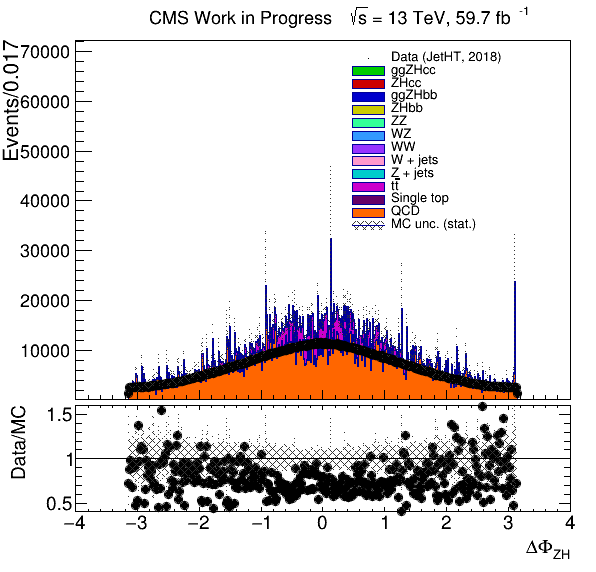 CMS Work in Progress √s = 13 TeV, 59.7 fb⁻¹
Events/0.017
70000
60000
50000
40000
30000
20000
10000
Data (JetHT, 2018)
ggZHcc
ZHcc
ggZHbb
ZHbb
ZZ
WZ
WW
W + jets
Z + jets
tt̅
Single top
QCD
MC unc. (stat.)
Data/MC
1.5
1
0.5
−4 −3 −2 −1 0 1 2 3 4
ΔΦ_ZH